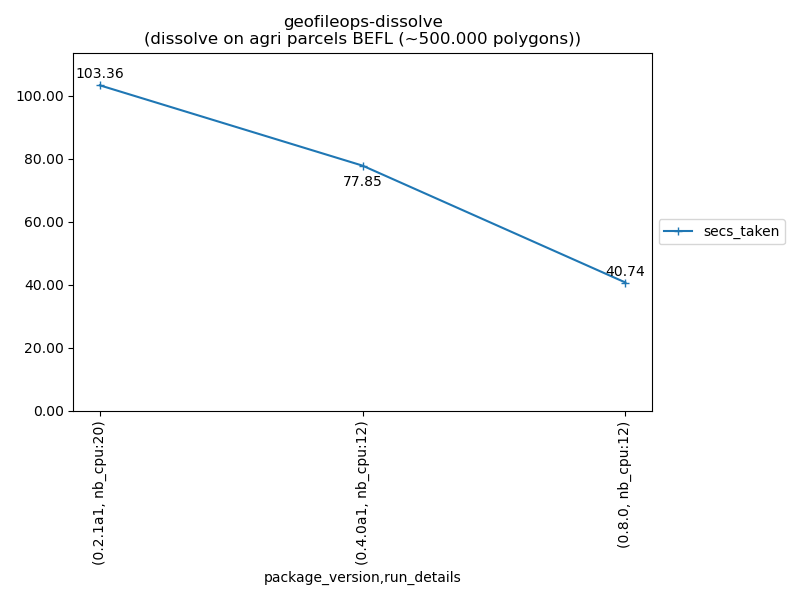 geofileops-dissolve
(dissolve on agri parcels BEFL (~500.000 polygons))
103.36
100.00
80.00
77.85
60.00
secs_taken
40.74
40.00
20.00
0.00
(0.2.1a1, nb_cpu:20)
(0.4.0a1, nb_cpu:12)
(0.8.0, nb_cpu:12)
package_version,run_details